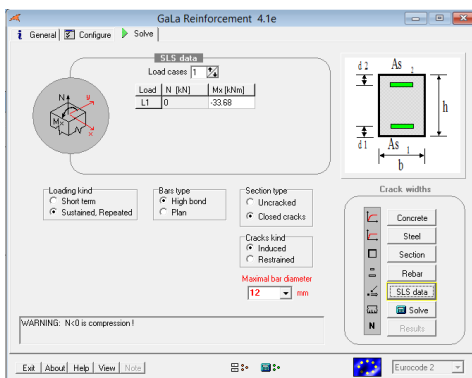 GaLa Reinforcement 4.1e
General Configure Solve
SLS data
Load cases 1
Load N [kN] Mx [kNm]
L1 0 -33.68
N
y
Mx
x
d 2 As 2
h
d 1 As 1
b
Loading kind
Short term
Sustained, Repeated
Bars type
High bond
Plan
Section type
Uncracked
Closed cracks
Cracks kind
Induced
Restrained
Maximal bar diameter
12 mm
WARNING: N<0 is compression !
Crack widths
Concrete
Steel
Section
Rebar
SLS data
Solve
N Results
Exit About Help View Note
Eurocode 2